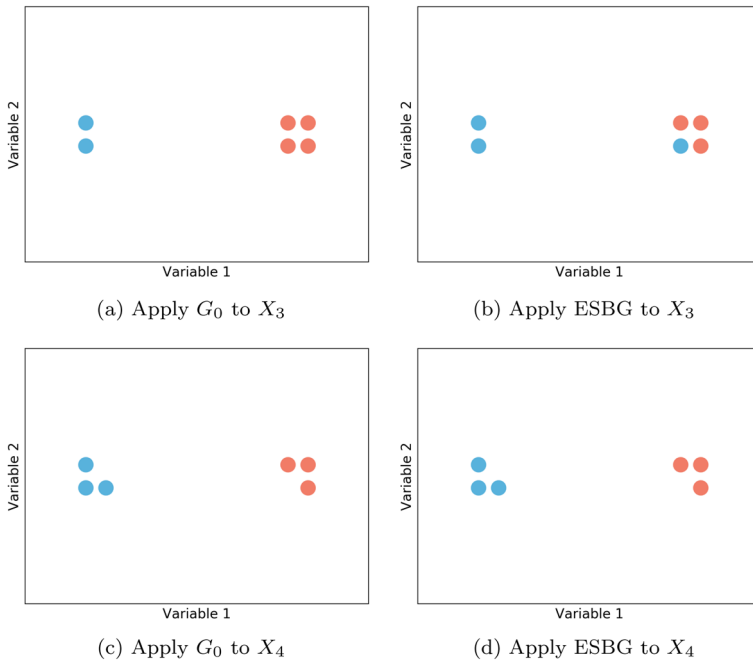 Variable 2
Variable 1
(a) Apply G₀ to X₃
Variable 2
Variable 1
(b) Apply ESBG to X₃
Variable 2
Variable 1
(c) Apply G₀ to X₄
Variable 2
Variable 1
(d) Apply ESBG to X₄